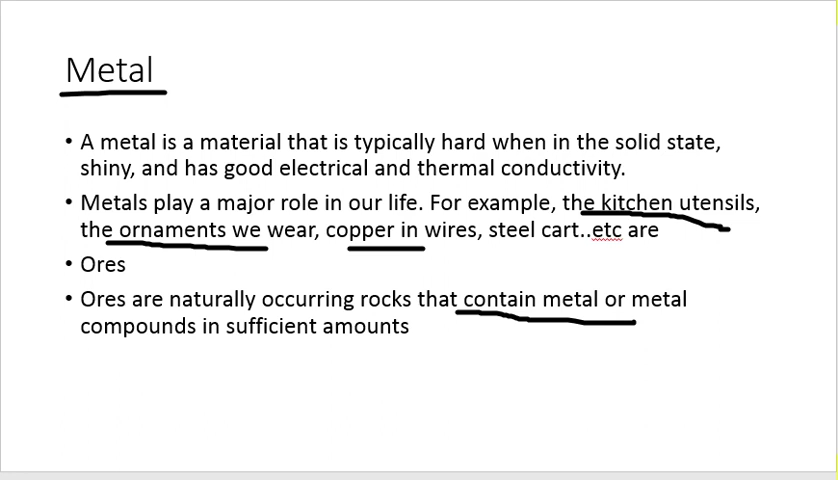 Metal
• A metal is a material that is typically hard when in the solid state,
shiny, and has good electrical and thermal conductivity.
• Metals play a major role in our life. For example, the kitchen utensils,
the ornaments we wear, copper in wires, steel cart..etc are
• Ores
• Ores are naturally occurring rocks that contain metal or metal
compounds in sufficient amounts